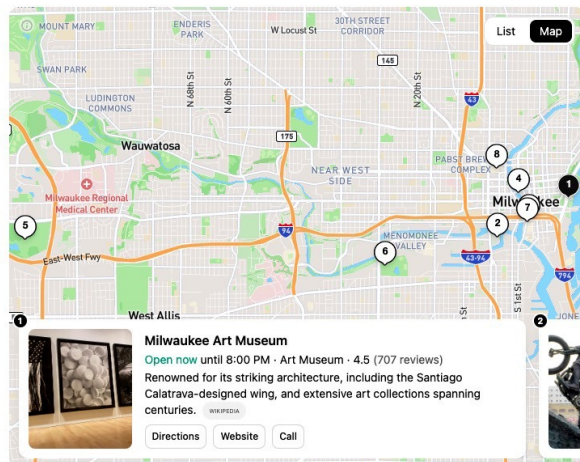 MOUNT MARY
ENDERIS
PARK
W Locust St
30TH STREET
CORRIDOR
List
Map
145
SWAN PARK
N 68th St
N 60th St
N 20th St
43
LUDINGTON
COMMONS
175
Wauwatosa
8
PABST BREW
COMPLEX
NEAR WEST
SIDE
4
1
Milwaukee Regional
Medical Center
Milwaukee
7
5
2
94
MENOMONEE
VALLEY
6
East-West Fwy
43-94
794
S 1st St
West Allis
JONE
1
2
Milwaukee Art Museum
Open now until 8:00 PM · Art Museum · 4.5 (707 reviews)
Renowned for its striking architecture, including the Santiago
Calatrava-designed wing, and extensive art collections spanning
centuries. WIKIPEDIA
Directions
Website
Call